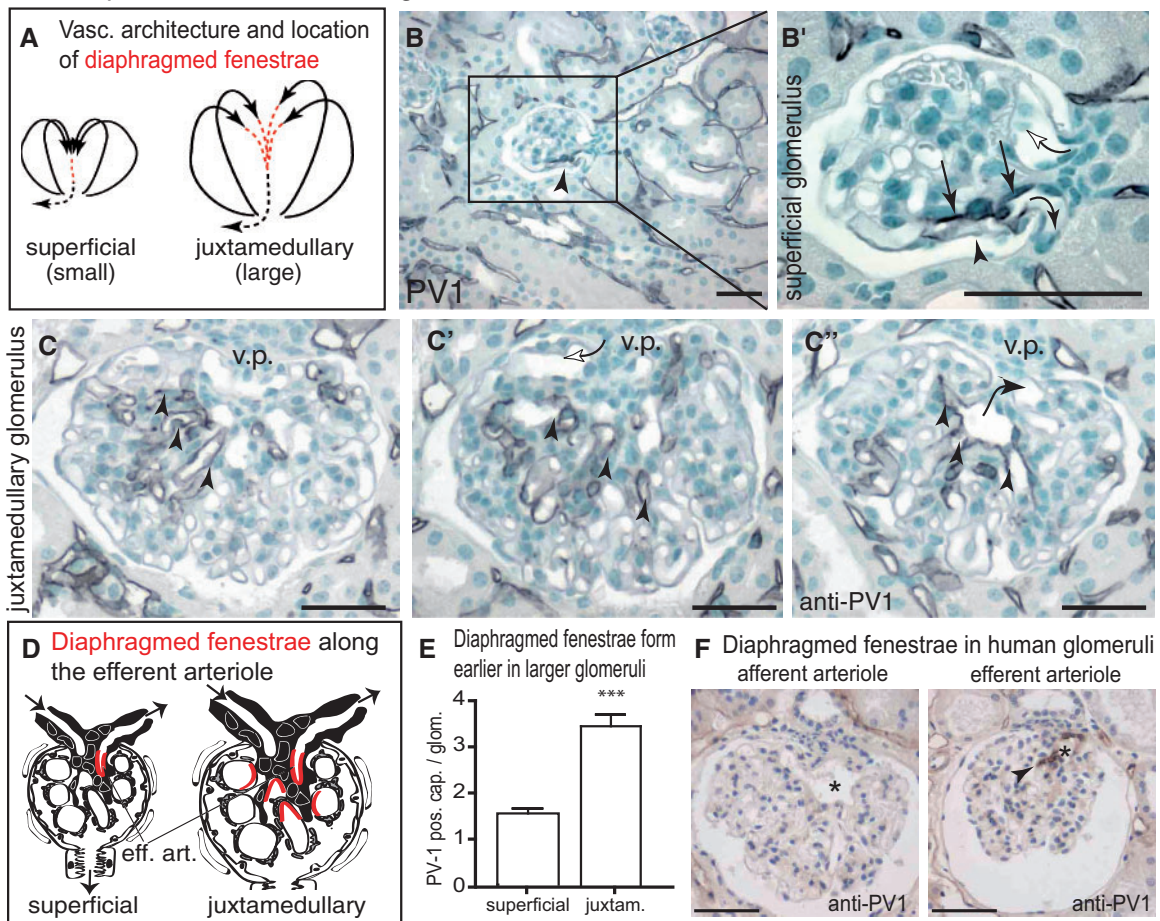 A Vasc. architecture and location
of diaphragmed fenestrae
superficial
(small)
juxtamedullary
(large)
B
PV1
B'
superficial glomerulus
juxtamedullary glomerulus
C
v.p.
C'
v.p.
C''
v.p.
anti-PV1
D Diaphragmed fenestrae along
the efferent arteriole
eff. art.
superficial
juxtamedullary
E Diaphragmed fenestrae form
earlier in larger glomeruli
PV-1 pos. cap. / glom.
4
3
2
1
0
***
superficial
juxtam.
F Diaphragmed fenestrae in human glomeruli
afferent arteriole
efferent arteriole
*
anti-PV1
*
anti-PV1